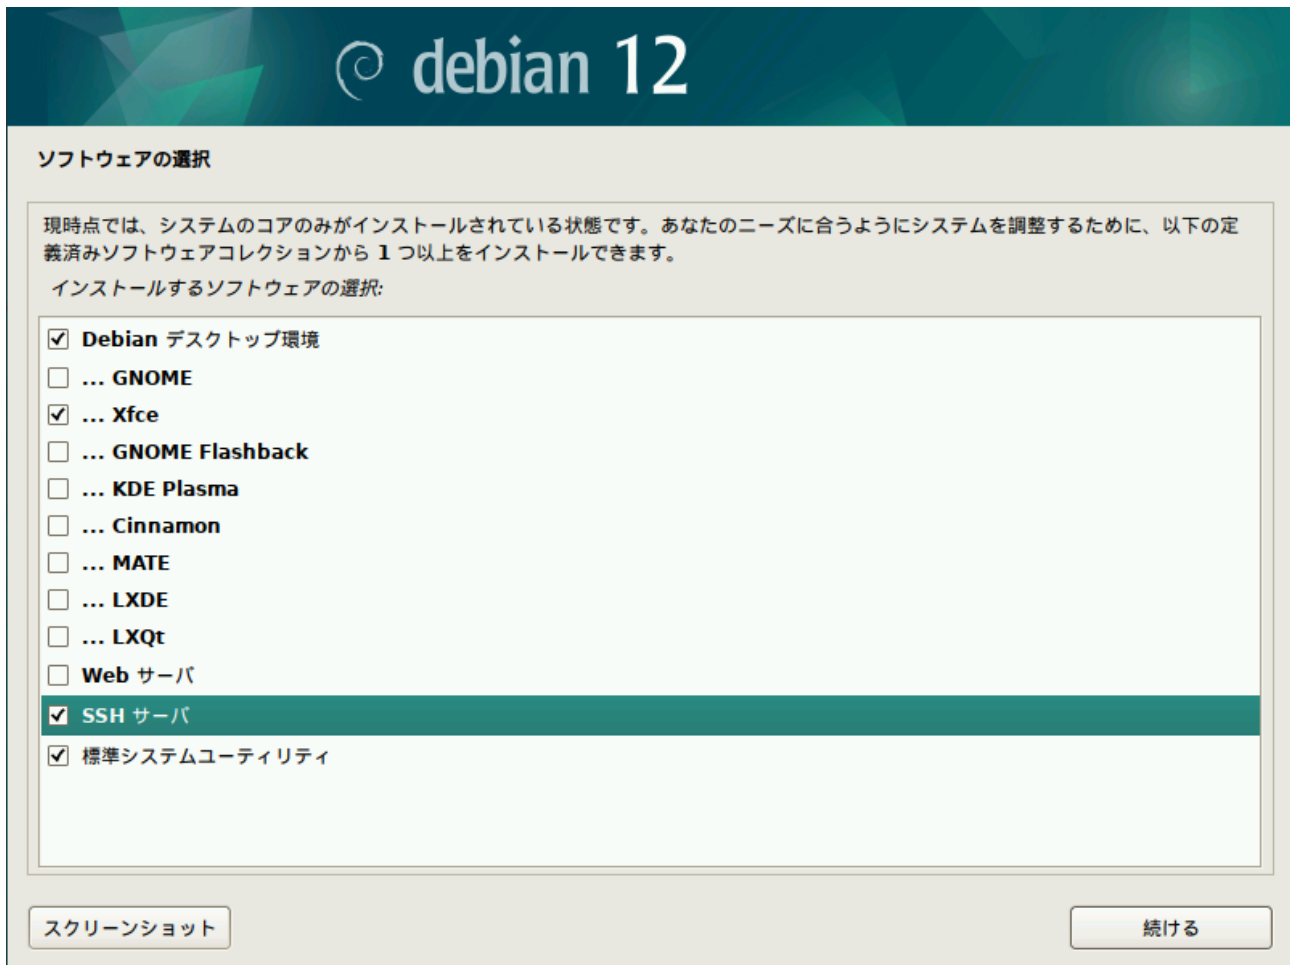 debian 12
ソフトウェアの選択
現時点では、システムのコアのみがインストールされている状態です。あなたのニーズに合うようにシステムを調整するために、以下の定
義済みソフトウェアコレクションから 1 つ以上をインストールできます。
インストールするソフトウェアの選択:
Debian デスクトップ環境
... GNOME
... Xfce
... GNOME Flashback
... KDE Plasma
... Cinnamon
... MATE
... LXDE
... LXQt
Web サーバ
SSH サーバ
標準システムユーティリティ
スクリーンショット
続ける